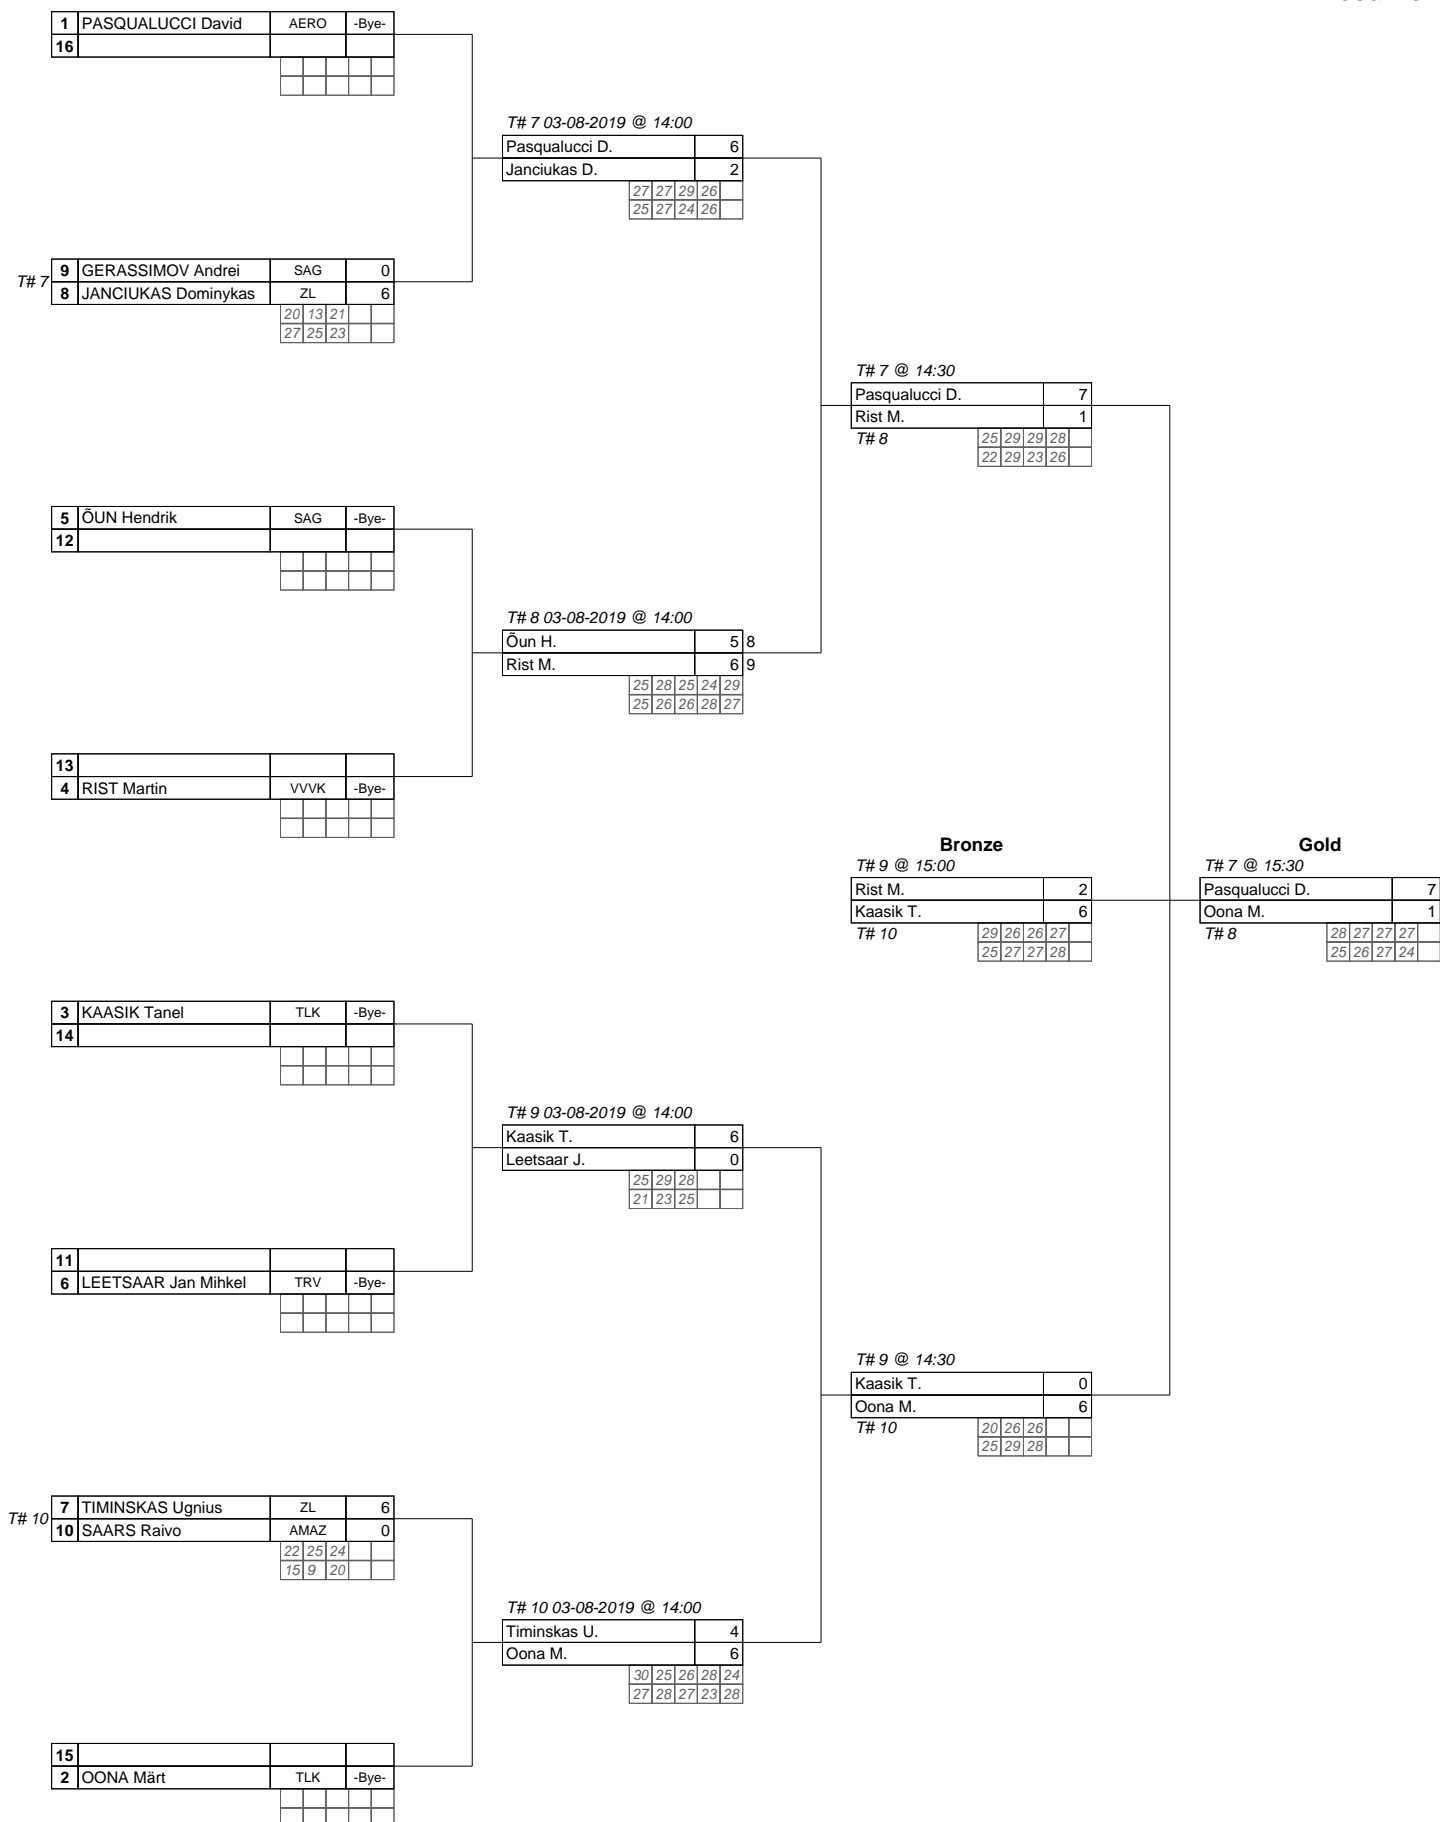 1 PASQUALUCCI David AERO -Bye-
16
T# 7 03-08-2019 @ 14:00
Pasqualucci D. 6
Janciukas D. 2
27 27 29 26
25 27 24 26
T# 7
9 GERASSIMOV Andrei SAG 0
8 JANCIUKAS Dominykas ZL 6
20 13 21
27 25 23
T# 7 @ 14:30
Pasqualucci D. 7
Rist M. 1
T# 8 25 29 29 28
22 29 23 26
5 ÕUN Hendrik SAG -Bye-
12
T# 8 03-08-2019 @ 14:00
Õun H. 5 8
Rist M. 6 9
25 28 25 24 29
25 26 26 28 27
13
4 RIST Martin VVVK -Bye-
Bronze
T# 9 @ 15:00
Rist M. 2
Kaasik T. 6
T# 10 29 26 26 27
25 27 27 28
Gold
T# 7 @ 15:30
Pasqualucci D. 7
Oona M. 1
T# 8 28 27 27 27
25 26 27 24
3 KAASIK Tanel TLK -Bye-
14
T# 9 03-08-2019 @ 14:00
Kaasik T. 6
Leetsaar J. 0
25 29 28
21 23 25
11
6 LEETSAAR Jan Mihkel TRV -Bye-
T# 9 @ 14:30
Kaasik T. 0
Oona M. 6
T# 10 20 26 26
25 29 28
T# 10
7 TIMINSKAS Ugnius ZL 6
10 SAARS Raivo AMAZ 0
22 25 24
15 9 20
T# 10 03-08-2019 @ 14:00
Timinskas U. 4
Oona M. 6
30 25 26 28 24
27 28 27 23 28
15
2 OONA Märt TLK -Bye-